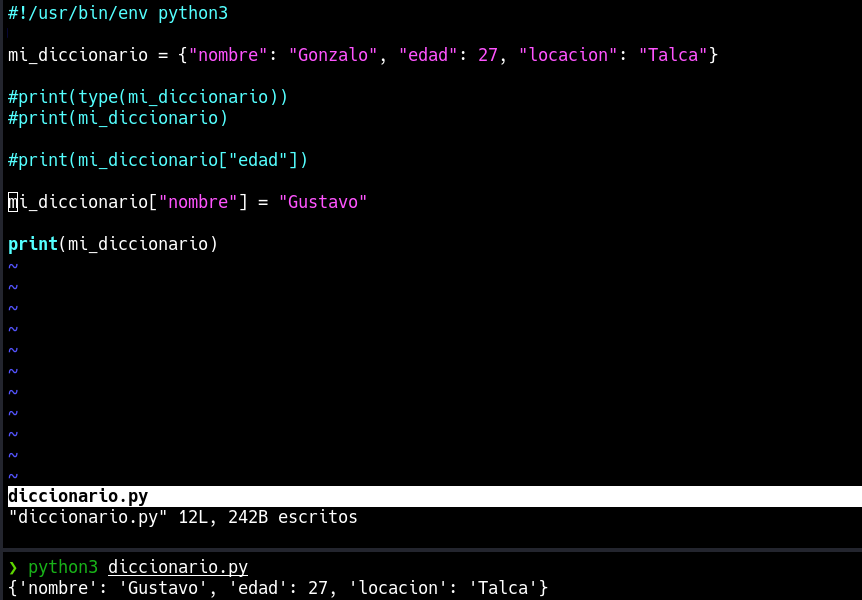 #!/usr/bin/env python3
mi_diccionario = {"nombre": "Gonzalo", "edad": 27, "locacion": "Talca"}
#print(type(mi_diccionario))
#print(mi_diccionario)
#print(mi_diccionario["edad"])
mi_diccionario["nombre"] = "Gustavo"
print(mi_diccionario)
~
~
~
~
~
~
~
~
~
~
~
diccionario.py
"diccionario.py" 12L, 242B escritos
❯ python3 diccionario.py
{'nombre': 'Gustavo', 'edad': 27, 'locacion': 'Talca'}